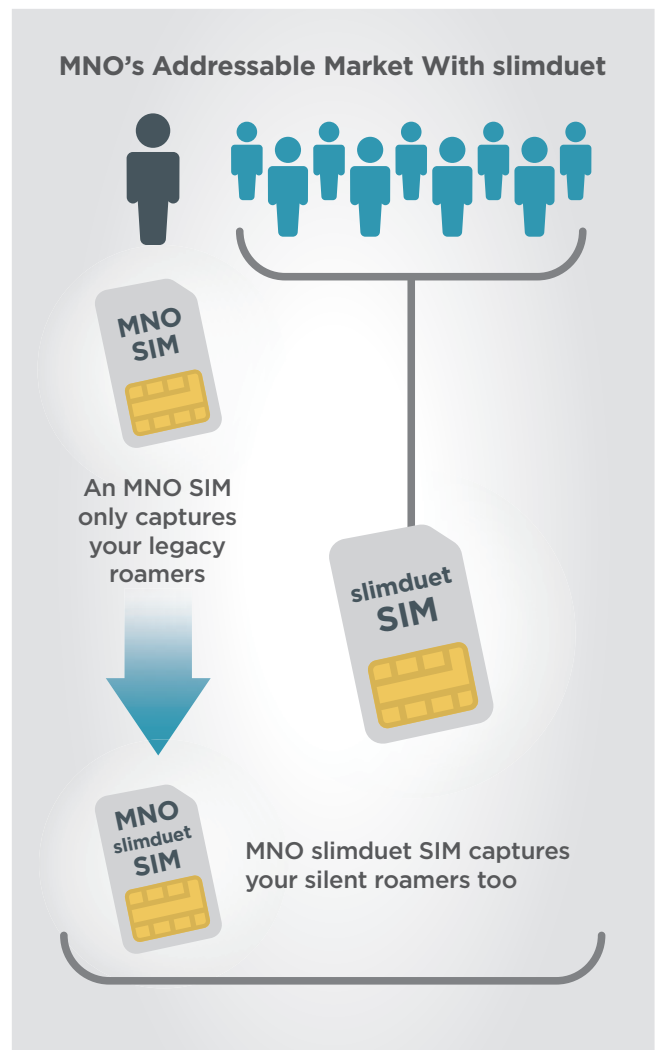 MNO's Addressable Market With slimduet
MNO
SIM
An MNO SIM
only captures
your legacy
roamers
slimduet
SIM
MNO
slimduet
SIM
MNO slimduet SIM captures
your silent roamers too